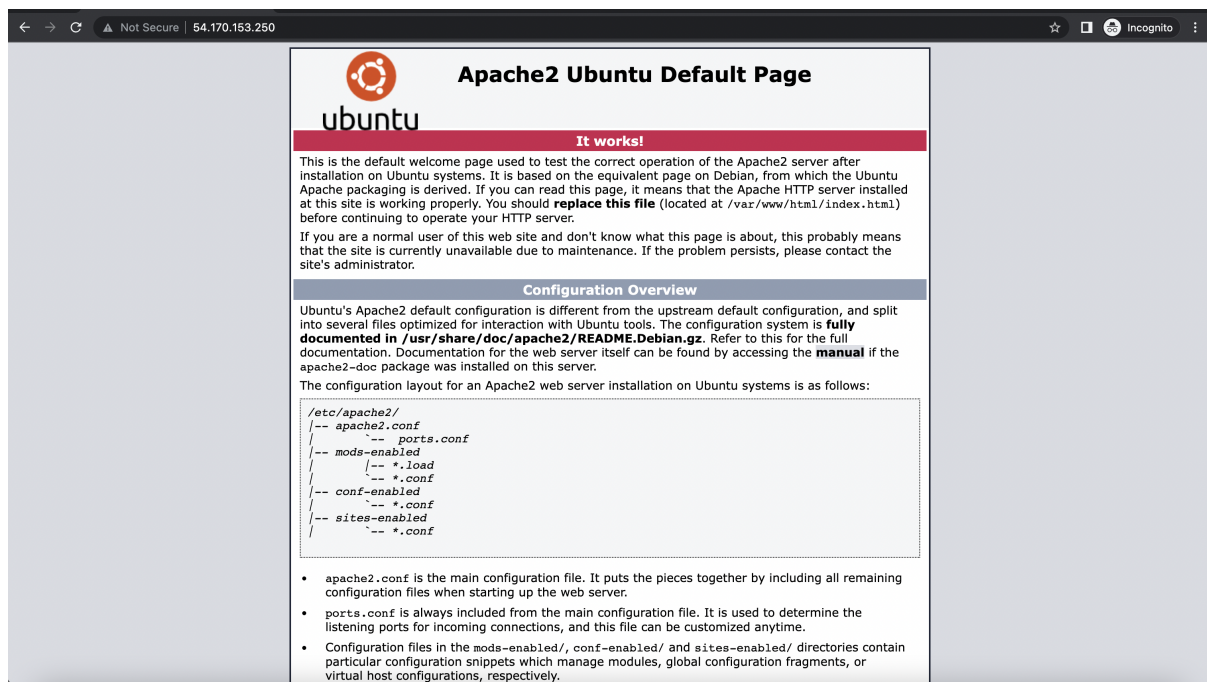 Not Secure 54.170.153.250 Incognito
ubuntu
Apache2 Ubuntu Default Page
It works!
This is the default welcome page used to test the correct operation of the Apache2 server after
installation on Ubuntu systems. It is based on the equivalent page on Debian, from which the Ubuntu
Apache packaging is derived. If you can read this page, it means that the Apache HTTP server installed
at this site is working properly. You should replace this file (located at /var/www/html/index.html)
before continuing to operate your HTTP server.
If you are a normal user of this web site and don't know what this page is about, this probably means
that the site is currently unavailable due to maintenance. If the problem persists, please contact the
site's administrator.
Configuration Overview
Ubuntu's Apache2 default configuration is different from the upstream default configuration, and split
into several files optimized for interaction with Ubuntu tools. The configuration system is fully
documented in /usr/share/doc/apache2/README.Debian.gz. Refer to this for the full
documentation. Documentation for the web server itself can be found by accessing the manual if the
apache2-doc package was installed on this server.
The configuration layout for an Apache2 web server installation on Ubuntu systems is as follows:
/etc/apache2/
|-- apache2.conf
|       `--  ports.conf
|-- mods-enabled
|       |-- *.load
|       `-- *.conf
|-- conf-enabled
|       `-- *.conf
|-- sites-enabled
|       `-- *.conf
• apache2.conf is the main configuration file. It puts the pieces together by including all remaining
configuration files when starting up the web server.
• ports.conf is always included from the main configuration file. It is used to determine the
listening ports for incoming connections, and this file can be customized anytime.
• Configuration files in the mods-enabled/, conf-enabled/ and sites-enabled/ directories contain
particular configuration snippets which manage modules, global configuration fragments, or
virtual host configurations, respectively.